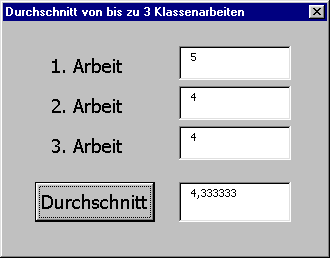 Durchschnitt von bis zu 3 Klassenarbeiten
1. Arbeit 5
2. Arbeit 4
3. Arbeit 4
Durchschnitt 4,333333